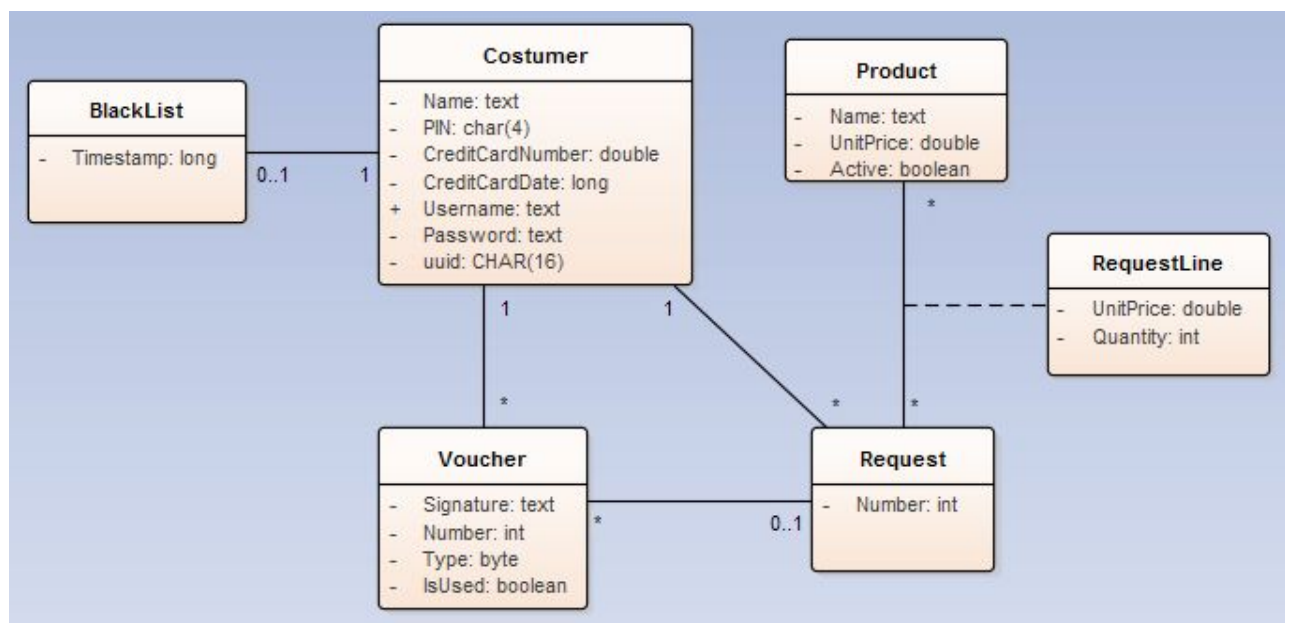 BlackList
- Timestamp: long
0..1
1
Costumer
- Name: text
- PIN: char(4)
- CreditCardNumber: double
- CreditCardDate: long
+ Username: text
- Password: text
- uuid: CHAR(16)
Product
- Name: text
- UnitPrice: double
- Active: boolean
*
RequestLine
- UnitPrice: double
- Quantity: int
1
1
*
*
*
Voucher
- Signature: text
- Number: int
- Type: byte
- IsUsed: boolean
*
0..1
Request
- Number: int